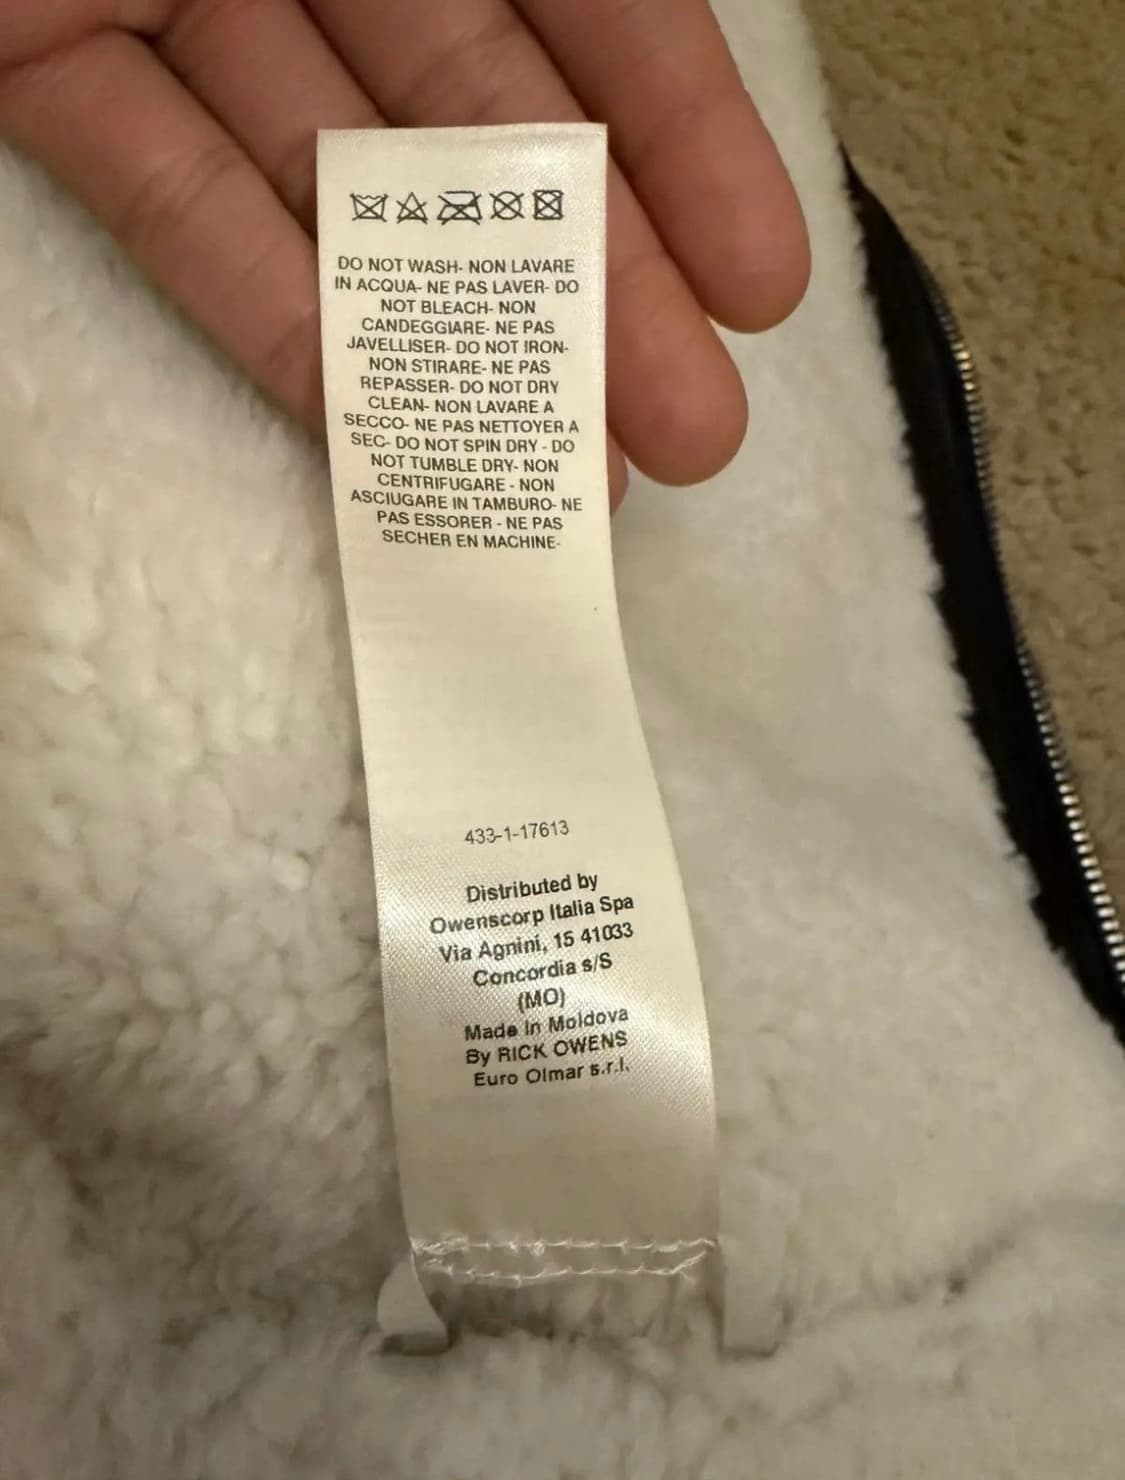 DO NOT WASH- NON LAVARE
IN ACQUA- NE PAS LAVER- DO
NOT BLEACH- NON
CANDEGGIARE- NE PAS
JAVELLISER- DO NOT IRON-
NON STIRARE- NE PAS
REPASSER- DO NOT DRY
CLEAN- NON LAVARE A
SECCO- NE PAS NETTOYER A
SEC- DO NOT SPIN DRY - DO
NOT TUMBLE DRY- NON
CENTRIFUGARE - NON
ASCIUGARE IN TAMBURO- NE
PAS ESSORER - NE PAS
SECHER EN MACHINE-
433-1-17613
Distributed by
Owenscorp Italia Spa
Via Agnini, 15 41033
Concordia s/S
(MO)
Made In Moldova
By RICK OWENS
Euro Olmar s.r.l.